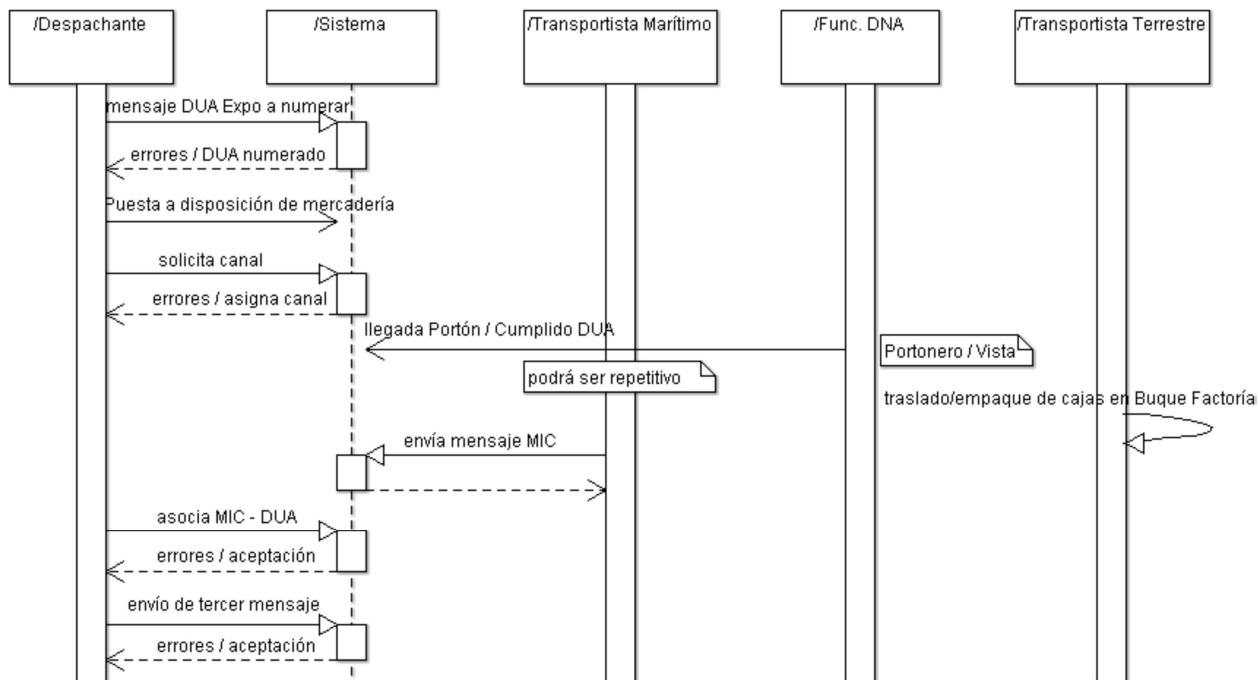 /Despachante
/Sistema
/Transportista Marítimo
/Func. DNA
/Transportista Terrestre
mensaje DUA Expo a numerar
errores / DUA numerado
Puesta a disposición de mercadería
solicita canal
errores / asigna canal
llegada Portón / Cumplido DUA
Portonero / Vista
podrá ser repetitivo
traslado/empaque de cajas en Buque Factoría
envía mensaje MIC
asocia MIC - DUA
errores / aceptación
envío de tercer mensaje
errores / aceptación